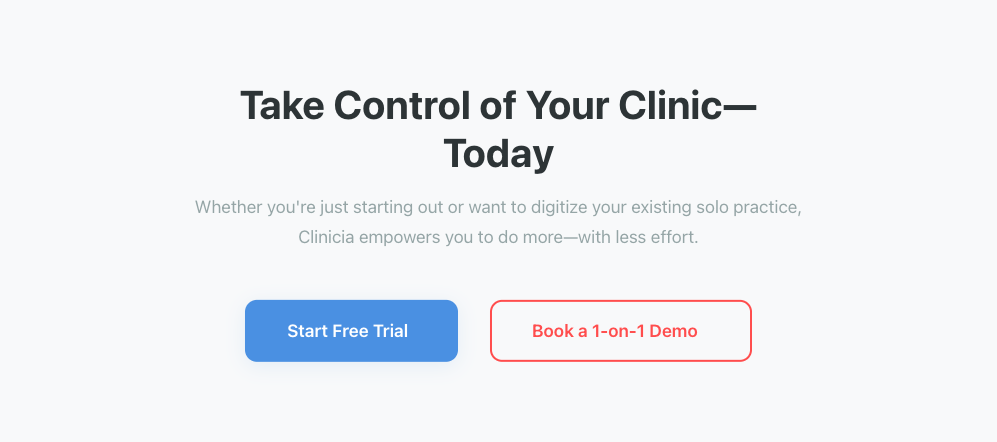 Take Control of Your Clinic—
Today
Whether you're just starting out or want to digitize your existing solo practice,
Clinicia empowers you to do more—with less effort.
Start Free Trial
Book a 1-on-1 Demo